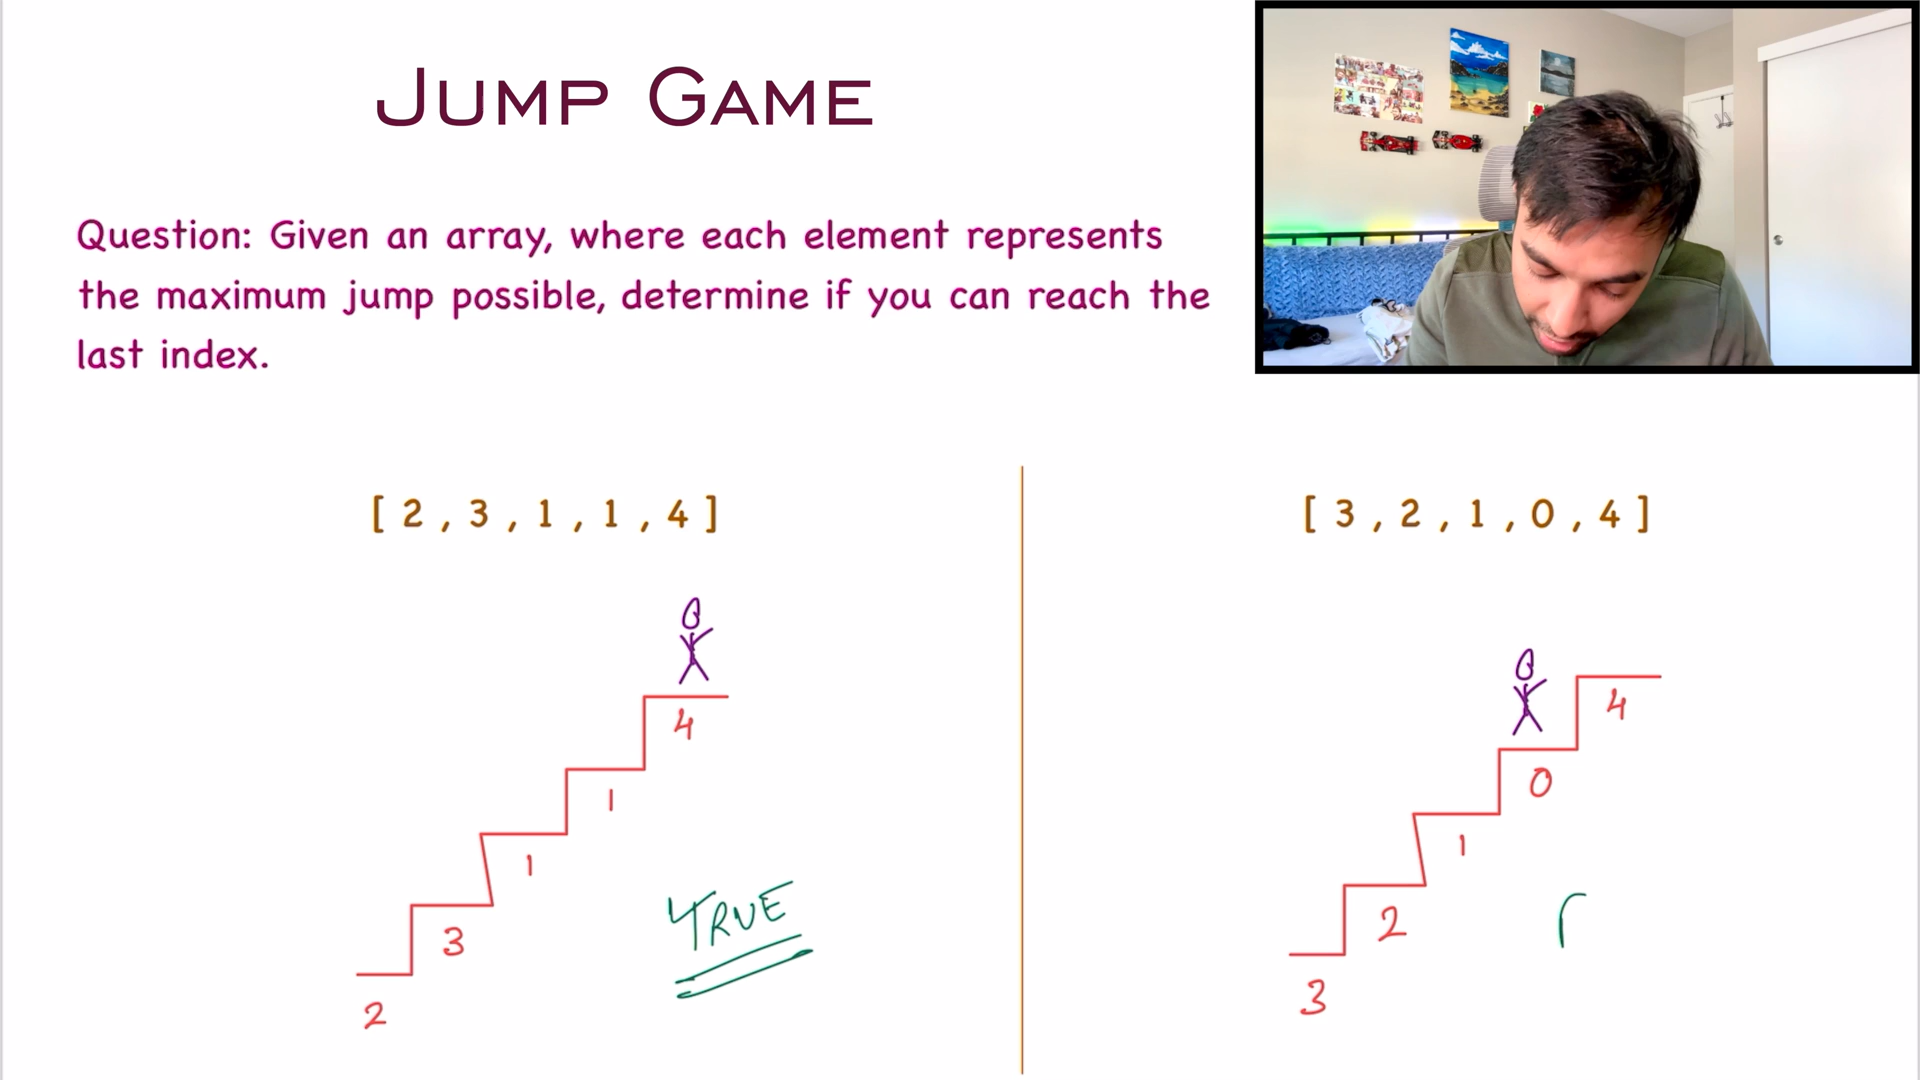 JUMP GAME
Question: Given an array, where each element represents
the maximum jump possible, determine if you can reach the
last index.
[ 2 , 3 , 1 , 1 , 4 ]
4
1
1
3
2
TRUE
[ 3 , 2 , 1 , 0 , 4 ]
4
0
1
2
3